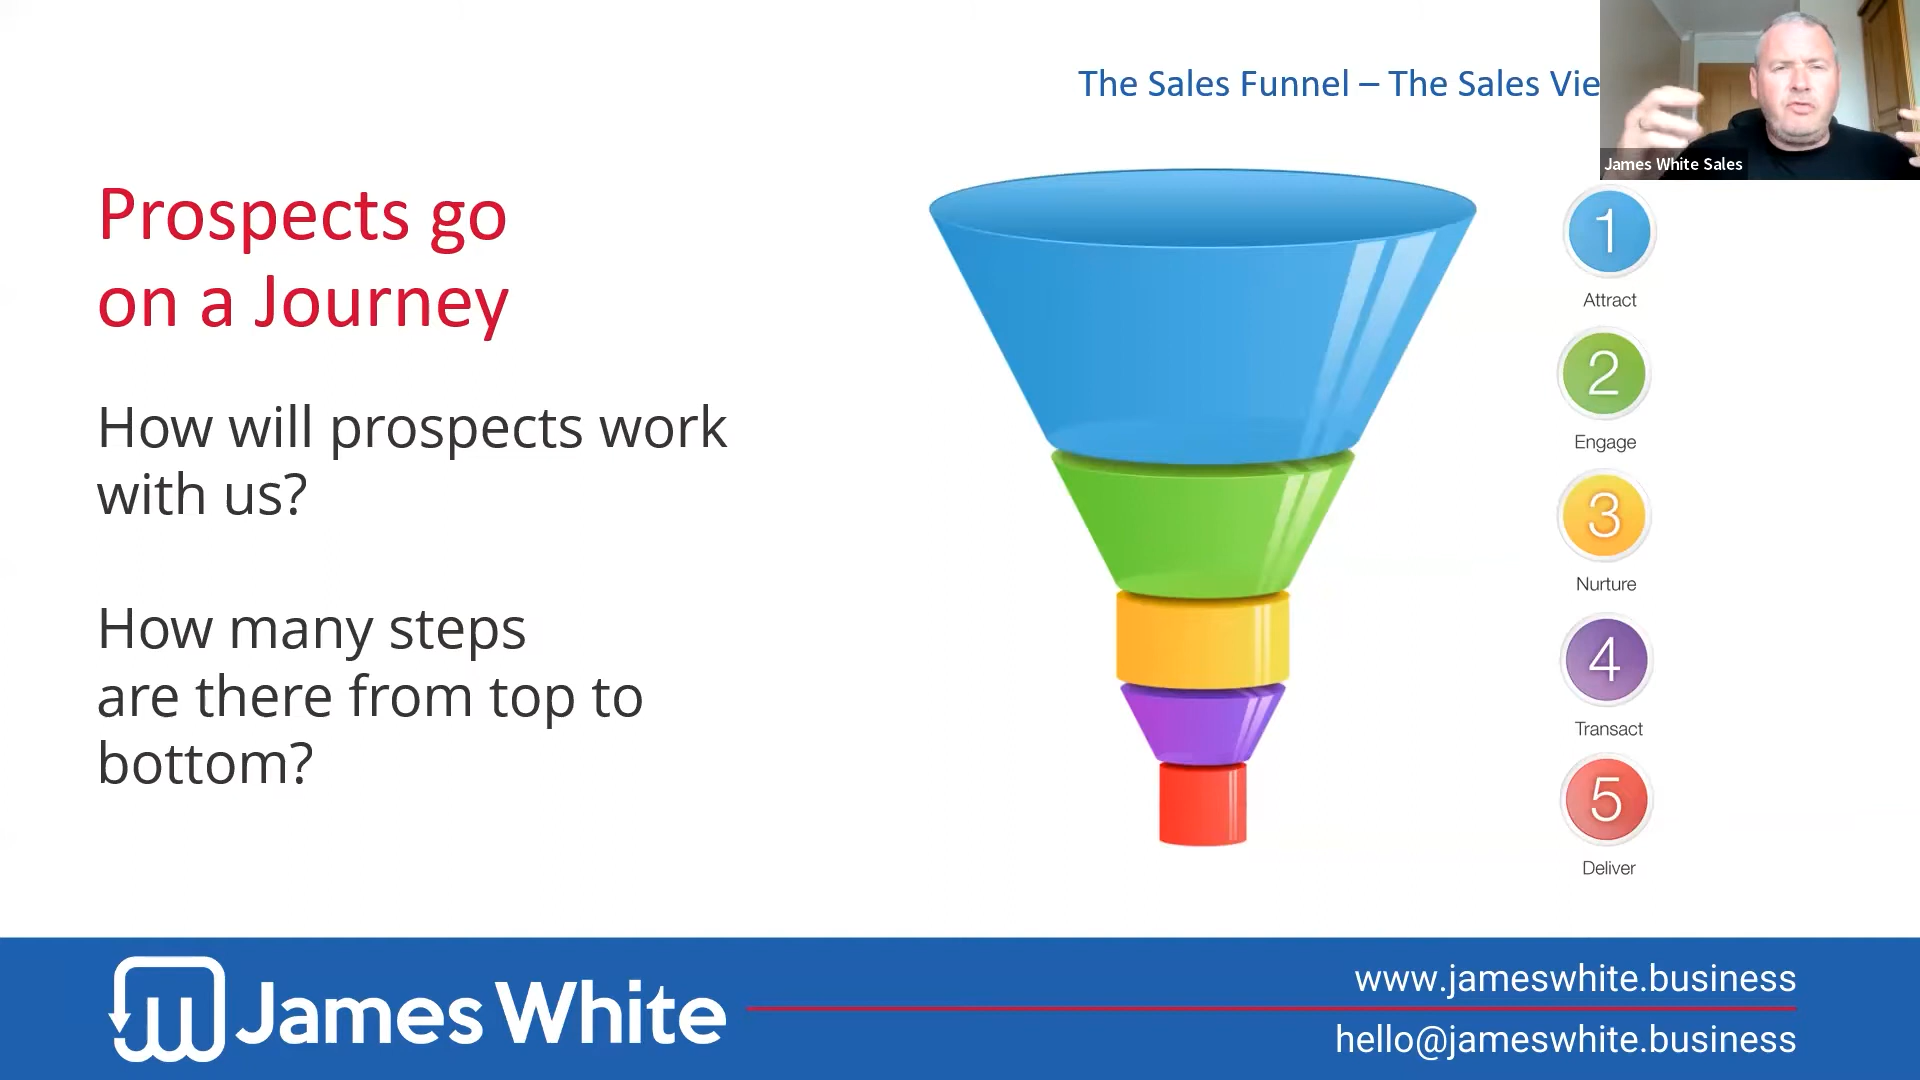 The Sales Funnel – The Sales Vie
James White Sales
Prospects go
on a Journey
How will prospects work
with us?
How many steps
are there from top to
bottom?
1
Attract
2
Engage
3
Nurture
4
Transact
5
Deliver
James White
www.jameswhite.business
hello@jameswhite.business